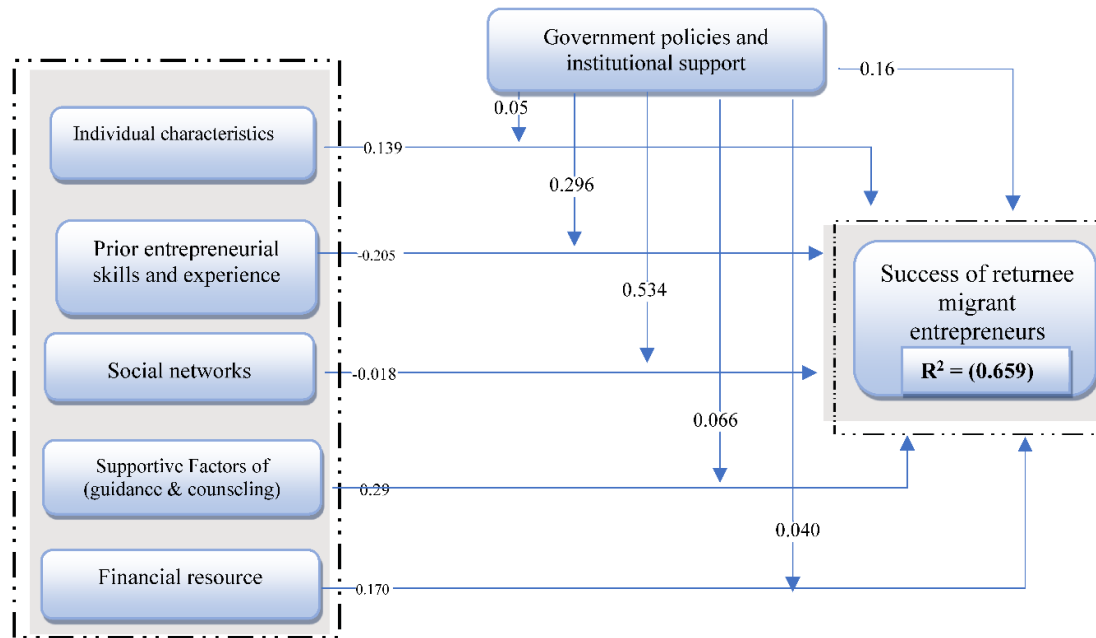 Government policies and
institutional support
0.16
0.05
Individual characteristics
0.139
0.296
Prior entrepreneurial
skills and experience
-0.205
0.534
Success of returnee
migrant
entrepreneurs
R² = (0.659)
Social networks
-0.018
0.066
Supportive Factors of
(guidance & counseling)
0.29
0.040
Financial resource
0.170